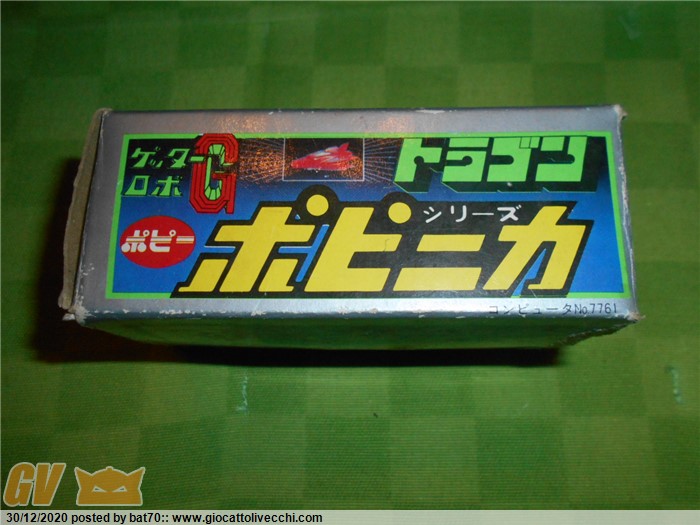 ゲッター
ロボG
トラゴン
シリーズ
ポピー
ポピニカ
コンピュータNo.7761
GV
30/12/2020 posted by bat70:: www.giocattolivecchi.com